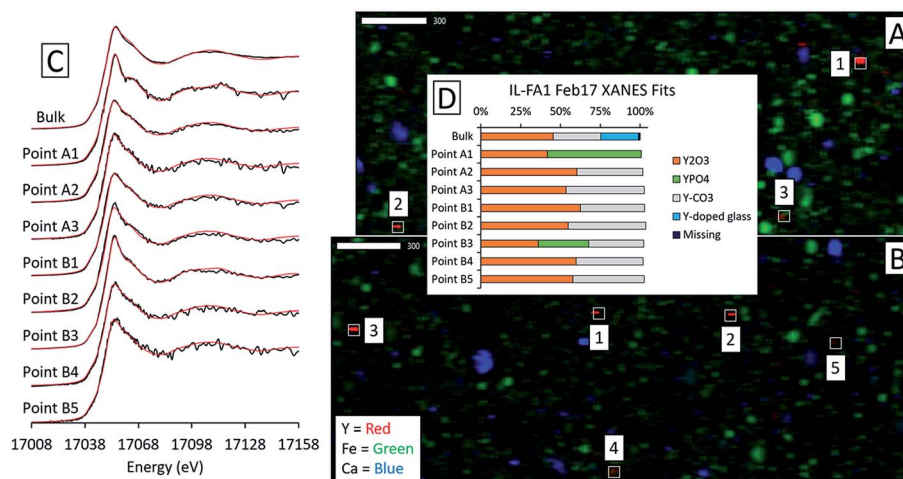 C
Bulk
Point A1
Point A2
Point A3
Point B1
Point B2
Point B3
Point B4
Point B5
17008 17038 17068 17098 17128 17158
Energy (eV)
300
A
1
2
3
D
IL-FA1 Feb17 XANES Fits
0% 25% 50% 75% 100%
Bulk
Point A1
Point A2
Point A3
Point B1
Point B2
Point B3
Point B4
Point B5
Y2O3
YPO4
Y-CO3
Y-doped glass
Missing
300
B
3
1
2
5
4
Y = Red
Fe = Green
Ca = Blue